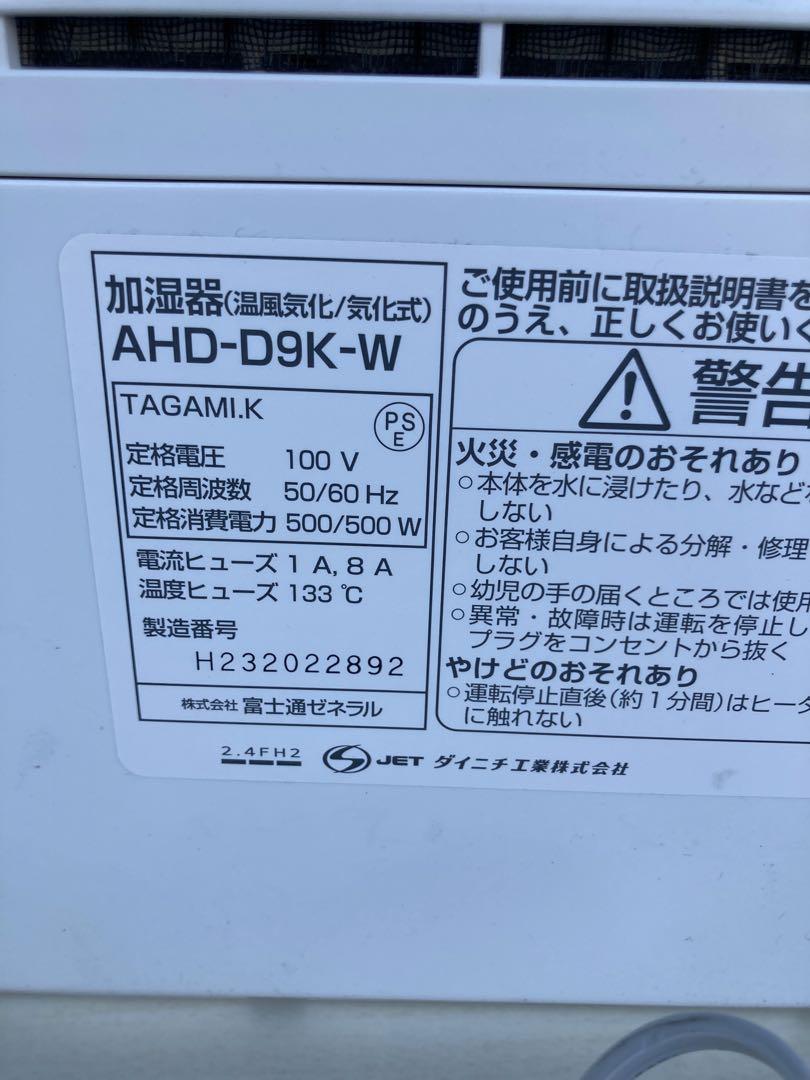 加湿器(温風気化/気化式)
AHD-D9K-W
TAGAMI.K
PS
E
定格電圧 100 V
定格周波数 50/60 Hz
定格消費電力 500/500 W
電流ヒューズ 1 A, 8 A
温度ヒューズ 133 ℃
製造番号
H232022892
株式会社 富士通ゼネラル
2.4FH2
JET ダイニチ工業株式会社
ご使用前に取扱説明書を
のうえ、正しくお使いく
警告
火災・感電のおそれあり
○本体を水に浸けたり、水などな
しない
○お客様自身による分解・修理
しない
○幼児の手の届くところでは使用
○異常・故障時は運転を停止し
プラグをコンセントから抜く
やけどのおそれあり
○運転停止直後(約1分間)はヒータ
に触れない